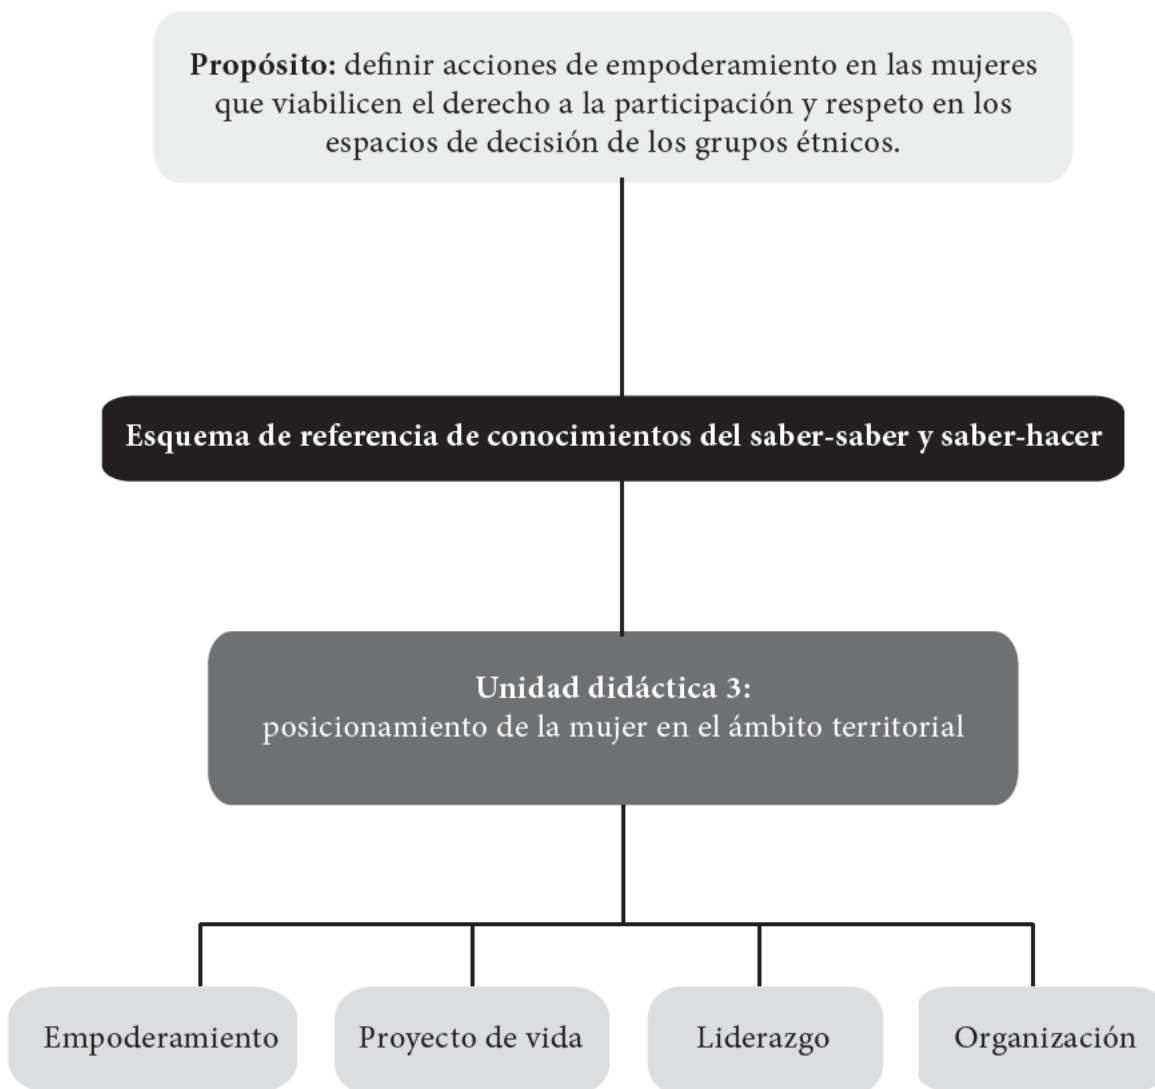 Propósito: definir acciones de empoderamiento en las mujeres
que viabilicen el derecho a la participación y respeto en los
espacios de decisión de los grupos étnicos.
Esquema de referencia de conocimientos del saber-saber y saber-hacer
Unidad didáctica 3:
posicionamiento de la mujer en el ámbito territorial
Empoderamiento
Proyecto de vida
Liderazgo
Organización